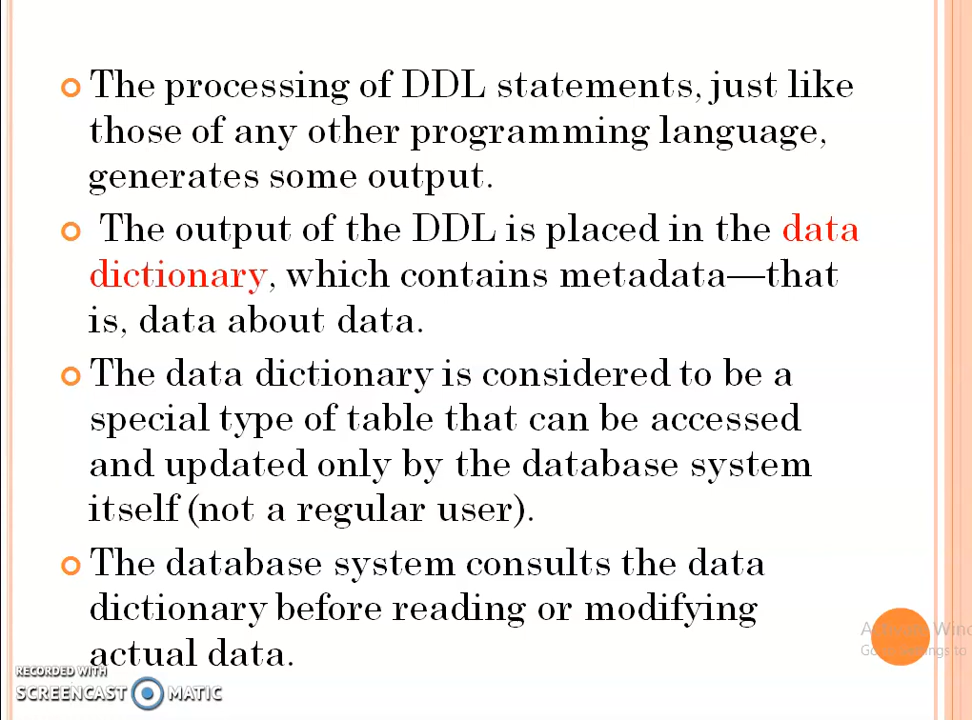 The processing of DDL statements, just like
those of any other programming language,
generates some output.
The output of the DDL is placed in the data
dictionary, which contains metadata—that
is, data about data.
The data dictionary is considered to be a
special type of table that can be accessed
and updated only by the database system
itself (not a regular user).
The database system consults the data
dictionary before reading or modifying
actual data.
RECORDED WITH
SCREENCAST MATIC